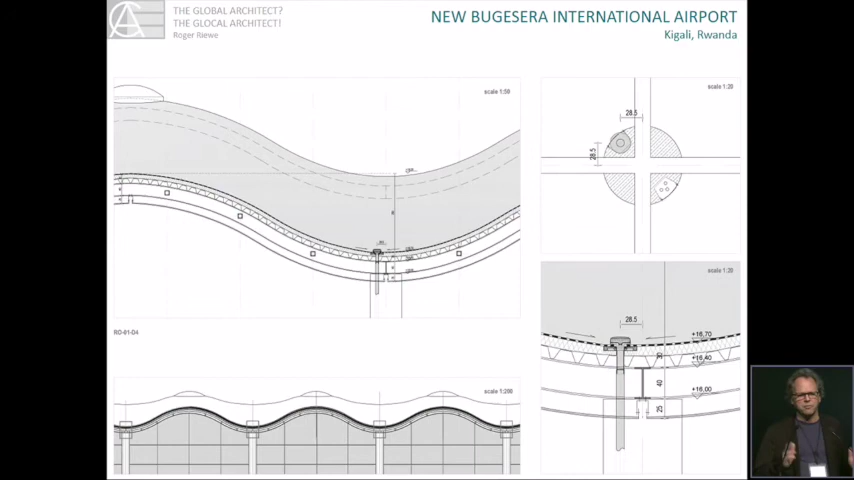 THE GLOBAL ARCHITECT?
THE GLOCAL ARCHITECT!
Roger Riewe
NEW BUGESERA INTERNATIONAL AIRPORT
Kigali, Rwanda
scale 1:50
scale 1:20
28.5
28.5
RO-01-D4
scale 1:200
scale 1:20
28.5
+16,70
30
+16,40
40
+16,00
25